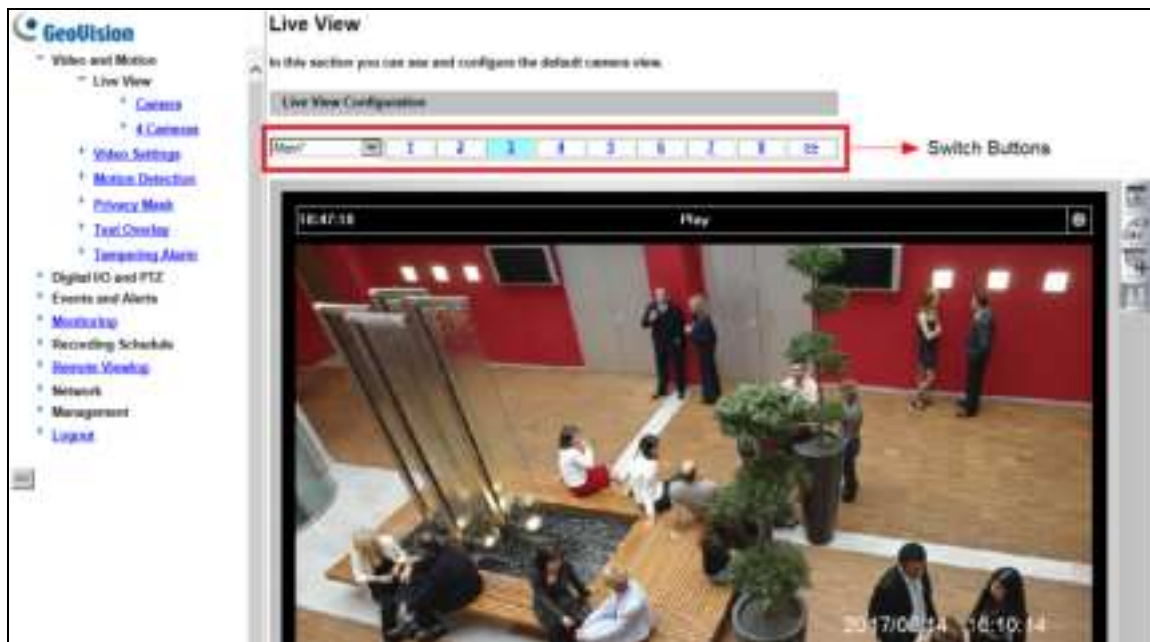 GeoVision
Video and Motion
Live View
Camera
4 Cameras
Video Settings
Motion Detection
Privacy Mask
Text Overlay
Tampering Alarm
Digital I/O and PTZ
Events and Alerts
Monitoring
Recording Schedule
Remote Viewlog
Network
Management
Logout
Live View
In this section you can see and configure the default camera view.
Live View Configuration
1 2 3 4 5 6 7 8 >>
Switch Buttons
Play